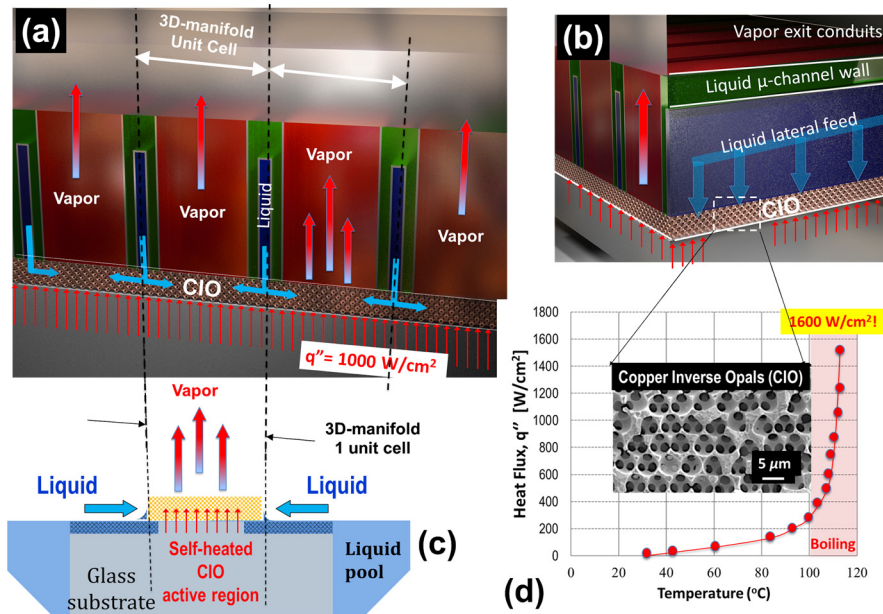 (a)
3D-manifold
Unit Cell
Vapor
Vapor
Liquid
Vapor
Vapor
CIO
q″= 1000 W/cm²
(b)
Vapor exit conduits
Liquid μ-channel wall
Liquid lateral feed
CIO
Vapor
3D-manifold
1 unit cell
Liquid
Liquid
Self-heated
CIO
active region
Glass
substrate
Liquid
pool
(c)
1600 W/cm²!
Heat Flux, q″ [W/cm²]
1800
1600
1400
1200
1000
800
600
400
200
0
Copper Inverse Opals (CIO)
5 μm
Boiling
0
20
40
60
80
100
120
Temperature (°C)
(d)